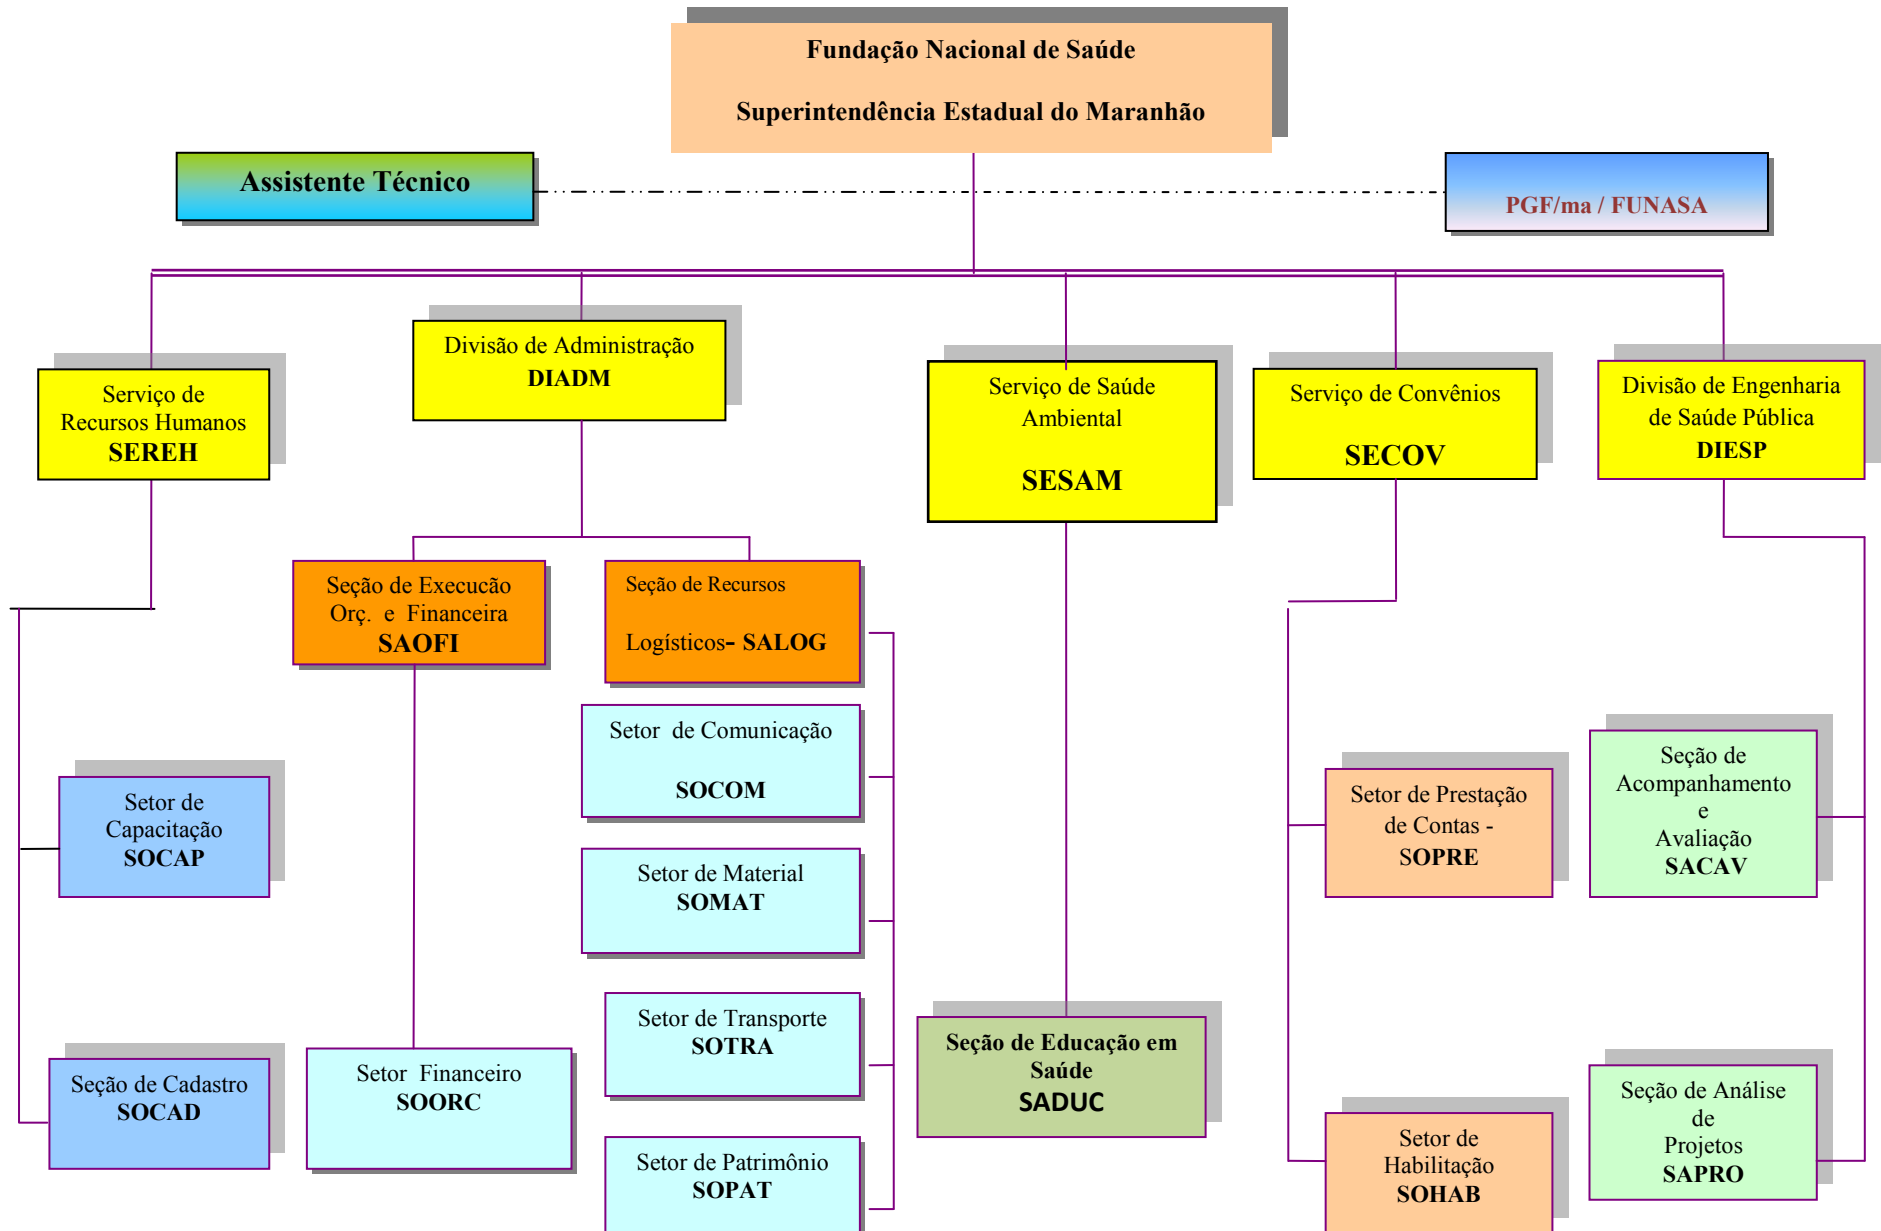 Fundação Nacional de Saúde
Superintendência Estadual do Maranhão
Assistente Técnico
PGF/ma / FUNASA
Serviço de
Recursos Humanos
SEREH
Divisão de Administração
DIADM
Serviço de Saúde
Ambiental
SESAM
Serviço de Convênios
SECOV
Divisão de Engenharia
de Saúde Pública
DIESP
Seção de Execucão
Orç. e Financeira
SAOFI
Seção de Recursos
Logísticos- SALOG
Setor de Comunicação
SOCOM
Setor de Material
SOMAT
Setor de Transporte
SOTRA
Setor de Patrimônio
SOPAT
Setor de
Capacitação
SOCAP
Seção de Cadastro
SOCAD
Setor Financeiro
SOORC
Seção de Educação em
Saúde
SADUC
Setor de Prestação
de Contas -
SOPRE
Setor de
Habilitação
SOHAB
Seção de
Acompanhamento
e
Avaliação
SACAV
Seção de Análise
de
Projetos
SAPRO